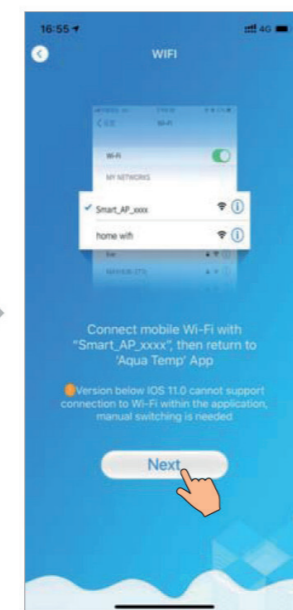 16:55
4G
WIFI
Wi-Fi
Wi-Fi
MY NETWORKS
Smart_AP_xxxx
home wifi
Connect mobile Wi-Fi with
"Smart_AP_xxxx", then return to
'Aqua Temp' App
Version below IOS 11.0 cannot support
connection to Wi-Fi within the application,
manual switching is needed
Next